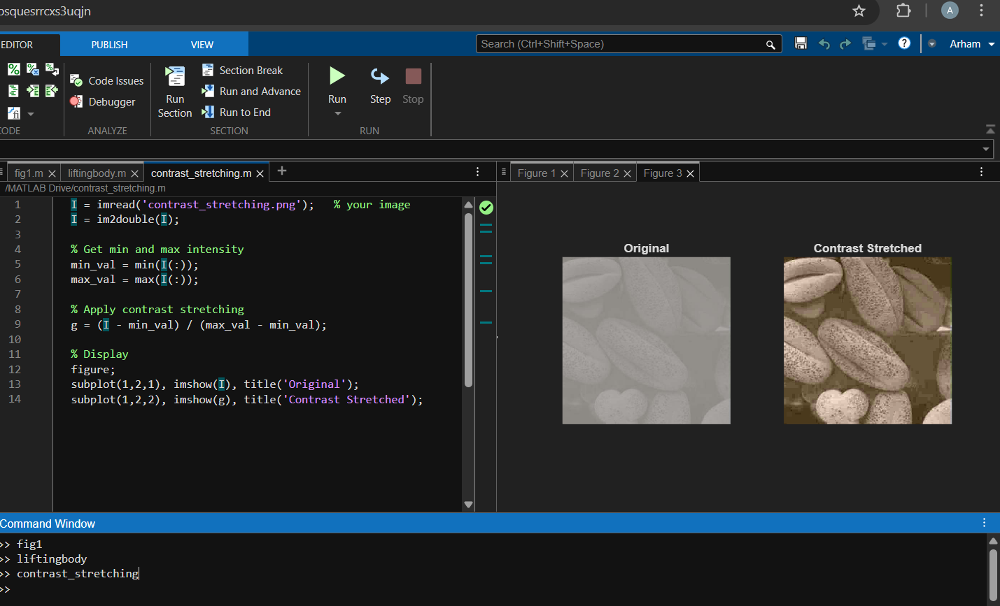 osquesrrcxs3uqjn
A
EDITOR
PUBLISH
VIEW
Search (Ctrl+Shift+Space)
?
Arham
Code Issues
Debugger
fi
CODE
ANALYZE
Run
Section
Section Break
Run and Advance
Run to End
SECTION
Run
Step
Stop
RUN
fig1.m
liftingbody.m
contrast_stretching.m
Figure 1
Figure 2
Figure 3
/MATLAB Drive/contrast_stretching.m
1 I = imread('contrast_stretching.png');   % your image
2 I = im2double(I);
3
4 % Get min and max intensity
5 min_val = min(I(:));
6 max_val = max(I(:));
7
8 % Apply contrast stretching
9 g = (I - min_val) / (max_val - min_val);
10
11 % Display
12 figure;
13 subplot(1,2,1), imshow(I), title('Original');
14 subplot(1,2,2), imshow(g), title('Contrast Stretched');
Original
Contrast Stretched
Command Window
>> fig1
>> liftingbody
>> contrast_stretching
>>